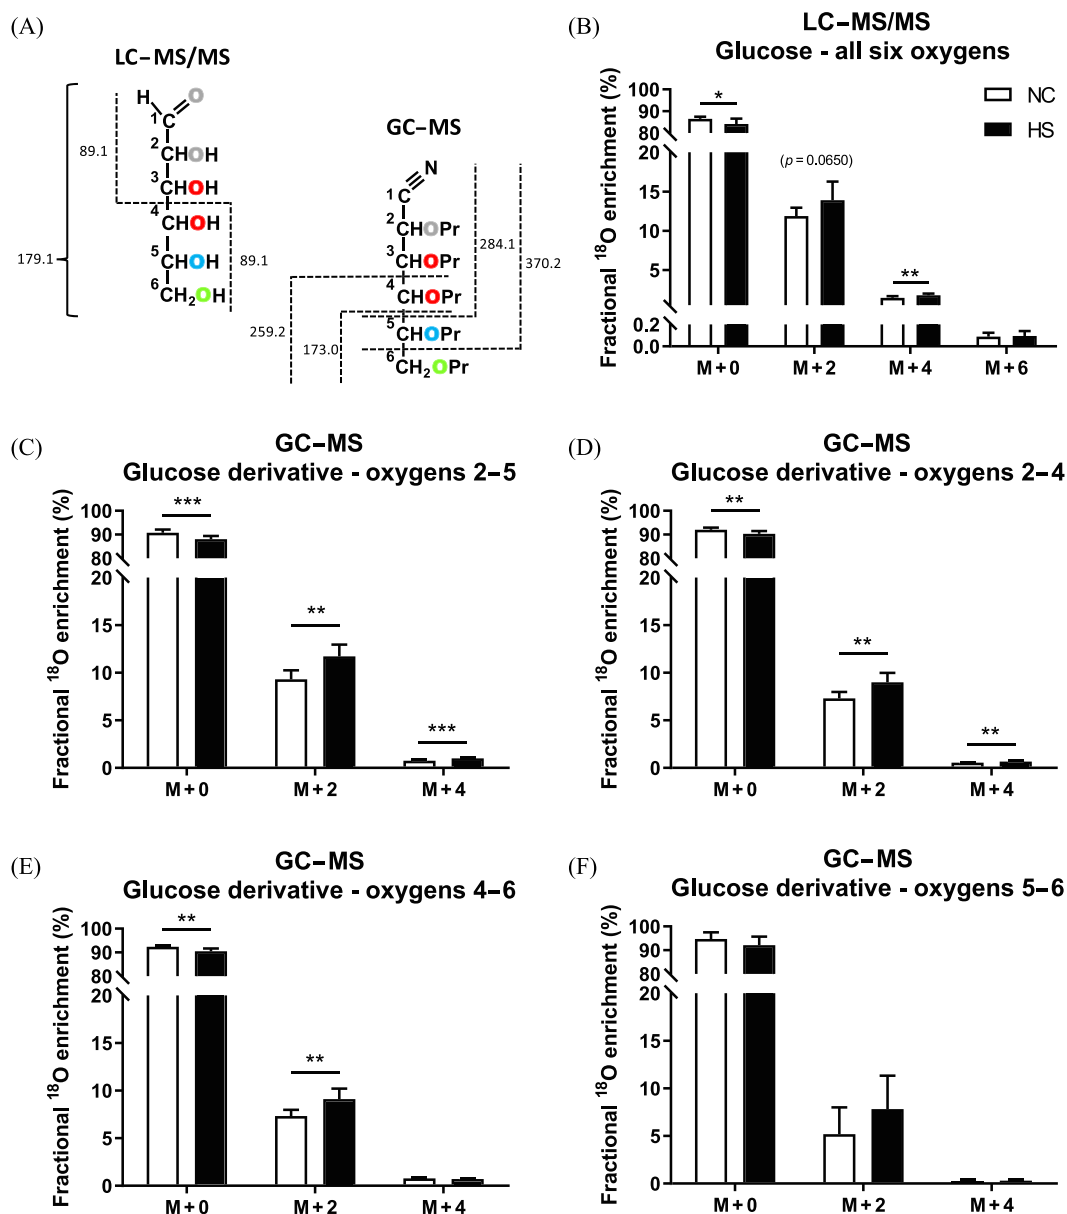 (A)
LC–MS/MS
H
O
1
C
2
CHOH
3
CHOH
4
CHOH
5
CHOH
6
CH2OH
89.1
179.1
89.1
GC–MS
N
1
C
2
CHOPr
3
CHOPr
4
CHOPr
5
CHOPr
6
CH2OPr
284.1
370.2
259.2
173.0
(B)
LC–MS/MS
Glucose - all six oxygens
Fractional 18O enrichment (%)
100
90
80
20
15
10
5
0.2
0.0
*
(p = 0.0650)
**
NC
HS
M+0
M+2
M+4
M+6
(C)
GC–MS
Glucose derivative - oxygens 2–5
Fractional 18O enrichment (%)
100
90
80
20
15
10
5
0
***
**
***
M+0
M+2
M+4
(D)
GC–MS
Glucose derivative - oxygens 2–4
Fractional 18O enrichment (%)
100
90
80
20
15
10
5
0
**
**
**
M+0
M+2
M+4
(E)
GC–MS
Glucose derivative - oxygens 4–6
Fractional 18O enrichment (%)
100
90
80
20
15
10
5
0
**
**
M+0
M+2
M+4
(F)
GC–MS
Glucose derivative - oxygens 5–6
Fractional 18O enrichment (%)
100
90
80
20
15
10
5
0
M+0
M+2
M+4